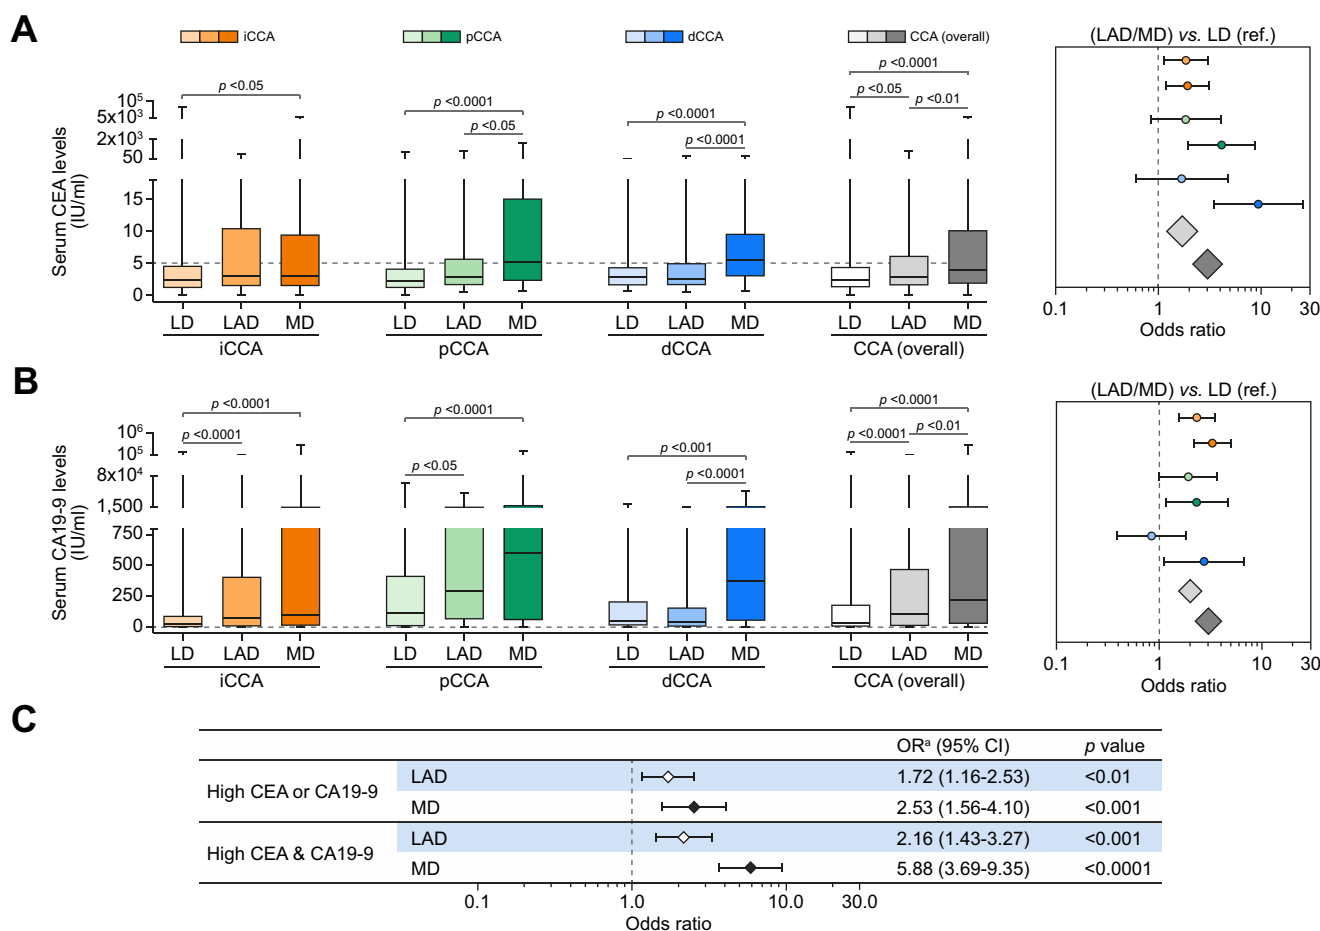 A
iCCA
pCCA
dCCA
CCA (overall)
(LAD/MD) vs. LD (ref.)
p <0.05
p <0.0001
p <0.05
p <0.0001
p <0.0001
p <0.0001
p <0.05
p <0.01
Serum CEA levels
(IU/ml)
10⁵
5x10³
2x10³
50
15
10
5
0
LD LAD MD
LD LAD MD
LD LAD MD
LD LAD MD
iCCA
pCCA
dCCA
CCA (overall)
0.1 1 10 30
Odds ratio
B
(LAD/MD) vs. LD (ref.)
p <0.0001
p <0.0001
p <0.0001
p <0.05
p <0.001
p <0.0001
p <0.0001
p <0.0001
p <0.01
Serum CA19-9 levels
(IU/ml)
10⁶
10⁵
8x10⁴
1,500
750
500
250
0
LD LAD MD
LD LAD MD
LD LAD MD
LD LAD MD
iCCA
pCCA
dCCA
CCA (overall)
0.1 1 10 30
Odds ratio
C
ORᵃ (95% CI) p value
High CEA or CA19-9
LAD 1.72 (1.16-2.53) <0.01
MD 2.53 (1.56-4.10) <0.001
High CEA & CA19-9
LAD 2.16 (1.43-3.27) <0.001
MD 5.88 (3.69-9.35) <0.0001
0.1 1.0 10.0 30.0
Odds ratio